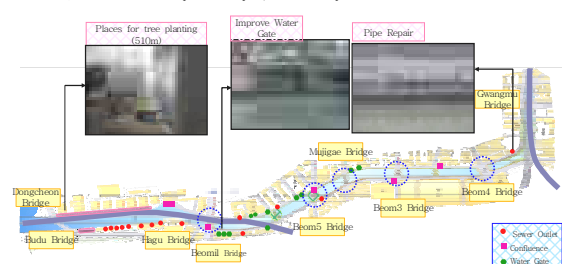 Places for tree planting
(510m)
Improve Water
Gate
Pipe Repair
Gwangmu
Bridge
Mujigae Bridge
Dongcheon
Bridge
Beom4 Bridge
Beom3 Bridge
Beom5 Bridge
Budu Bridge
Hagu Bridge
Beomil Bridge
Sewer Outlet
Confluence
Water Gate